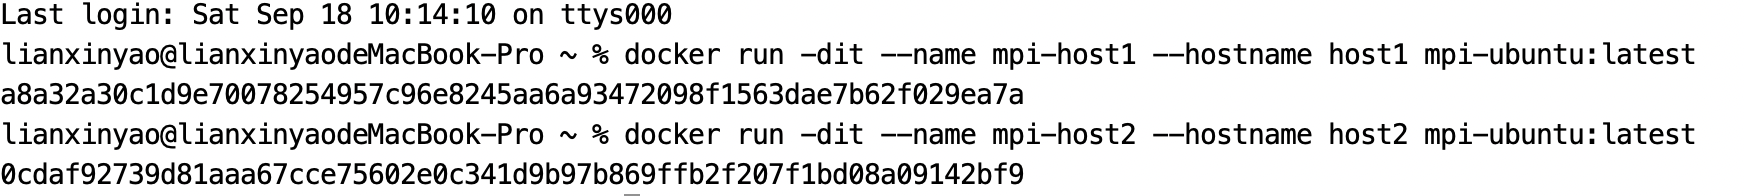 Last login: Sat Sep 18 10:14:10 on ttys000
lianxinyao@lianxinyaodeMacBook-Pro ~ % docker run -dit --name mpi-host1 --hostname host1 mpi-ubuntu:latest
a8a32a30c1d9e70078254957c96e8245aa6a93472098f1563dae7b62f029ea7a
lianxinyao@lianxinyaodeMacBook-Pro ~ % docker run -dit --name mpi-host2 --hostname host2 mpi-ubuntu:latest
0cdaf92739d81aaa67cce75602e0c341d9b97b869ffb2f207f1bd08a09142bf9